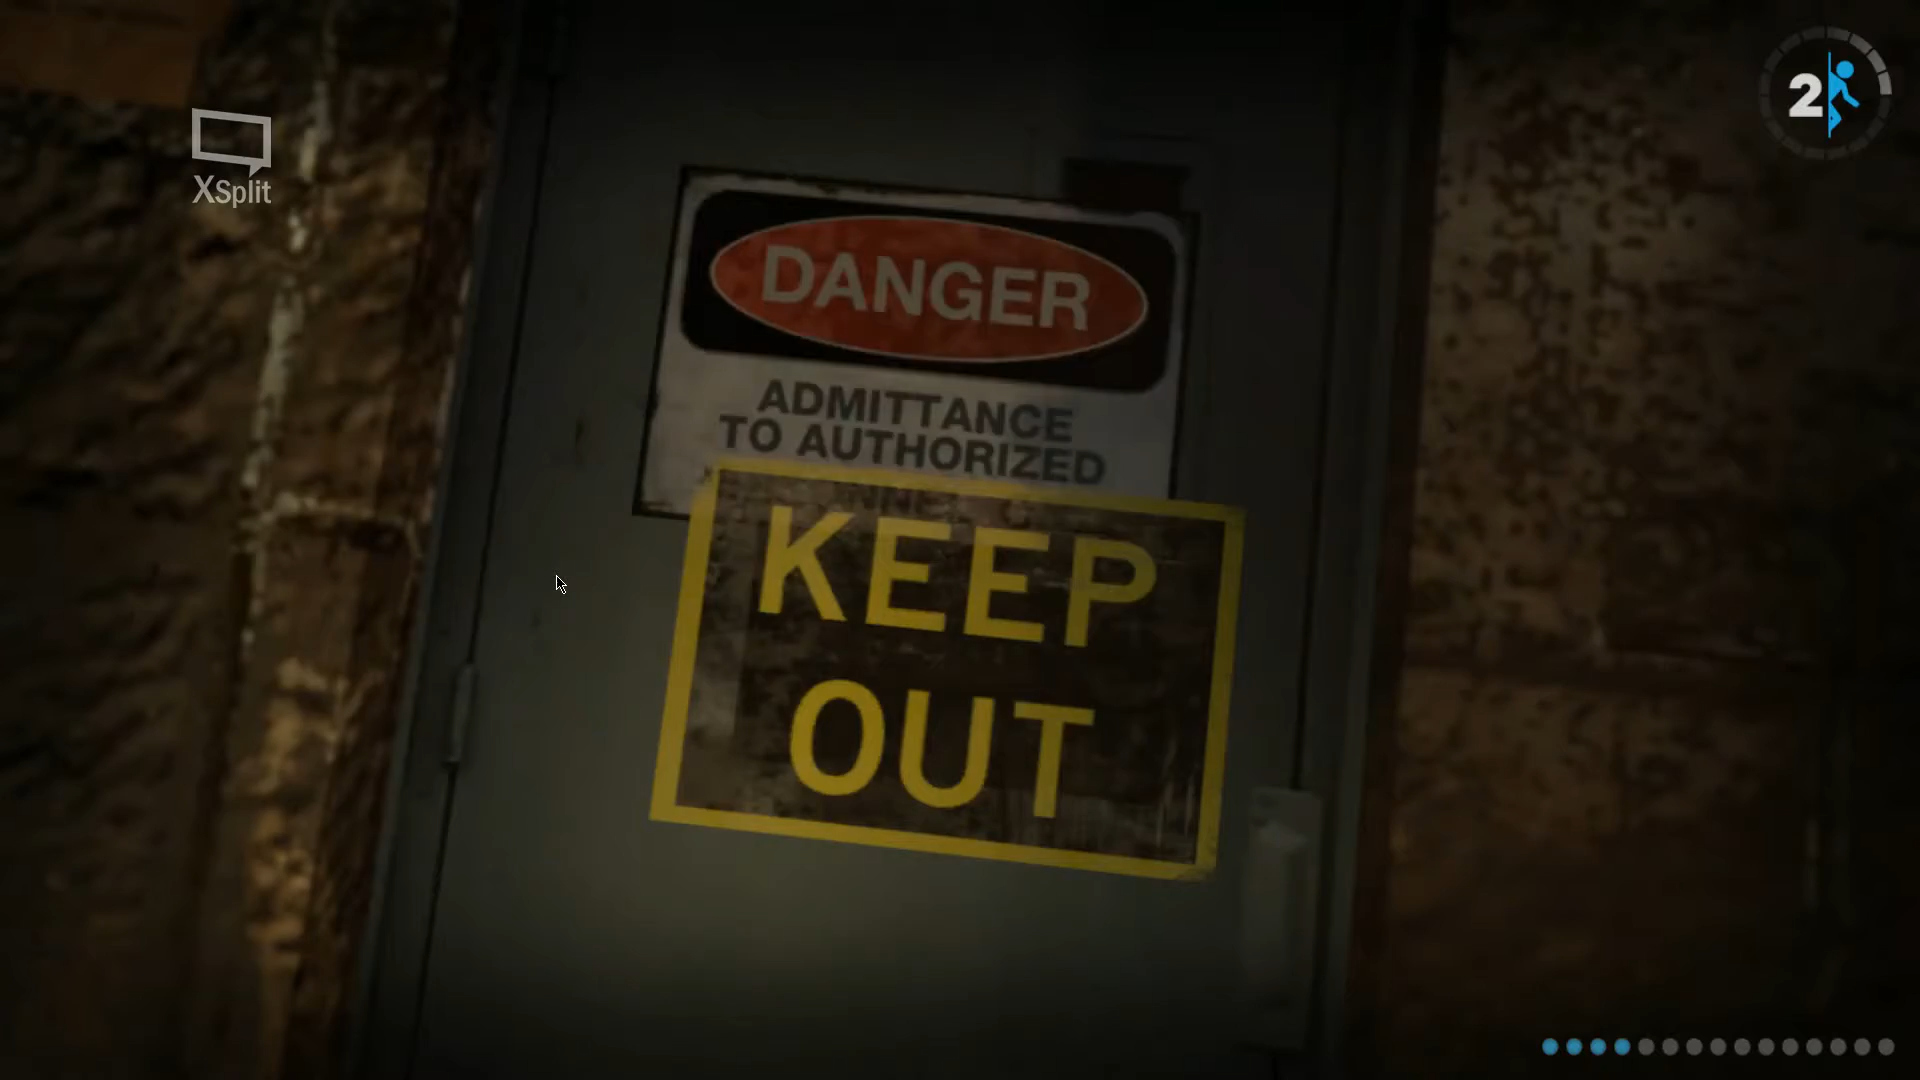 2
XSplit
DANGER
ADMITTANCE
TO AUTHORIZED
KEEP
OUT